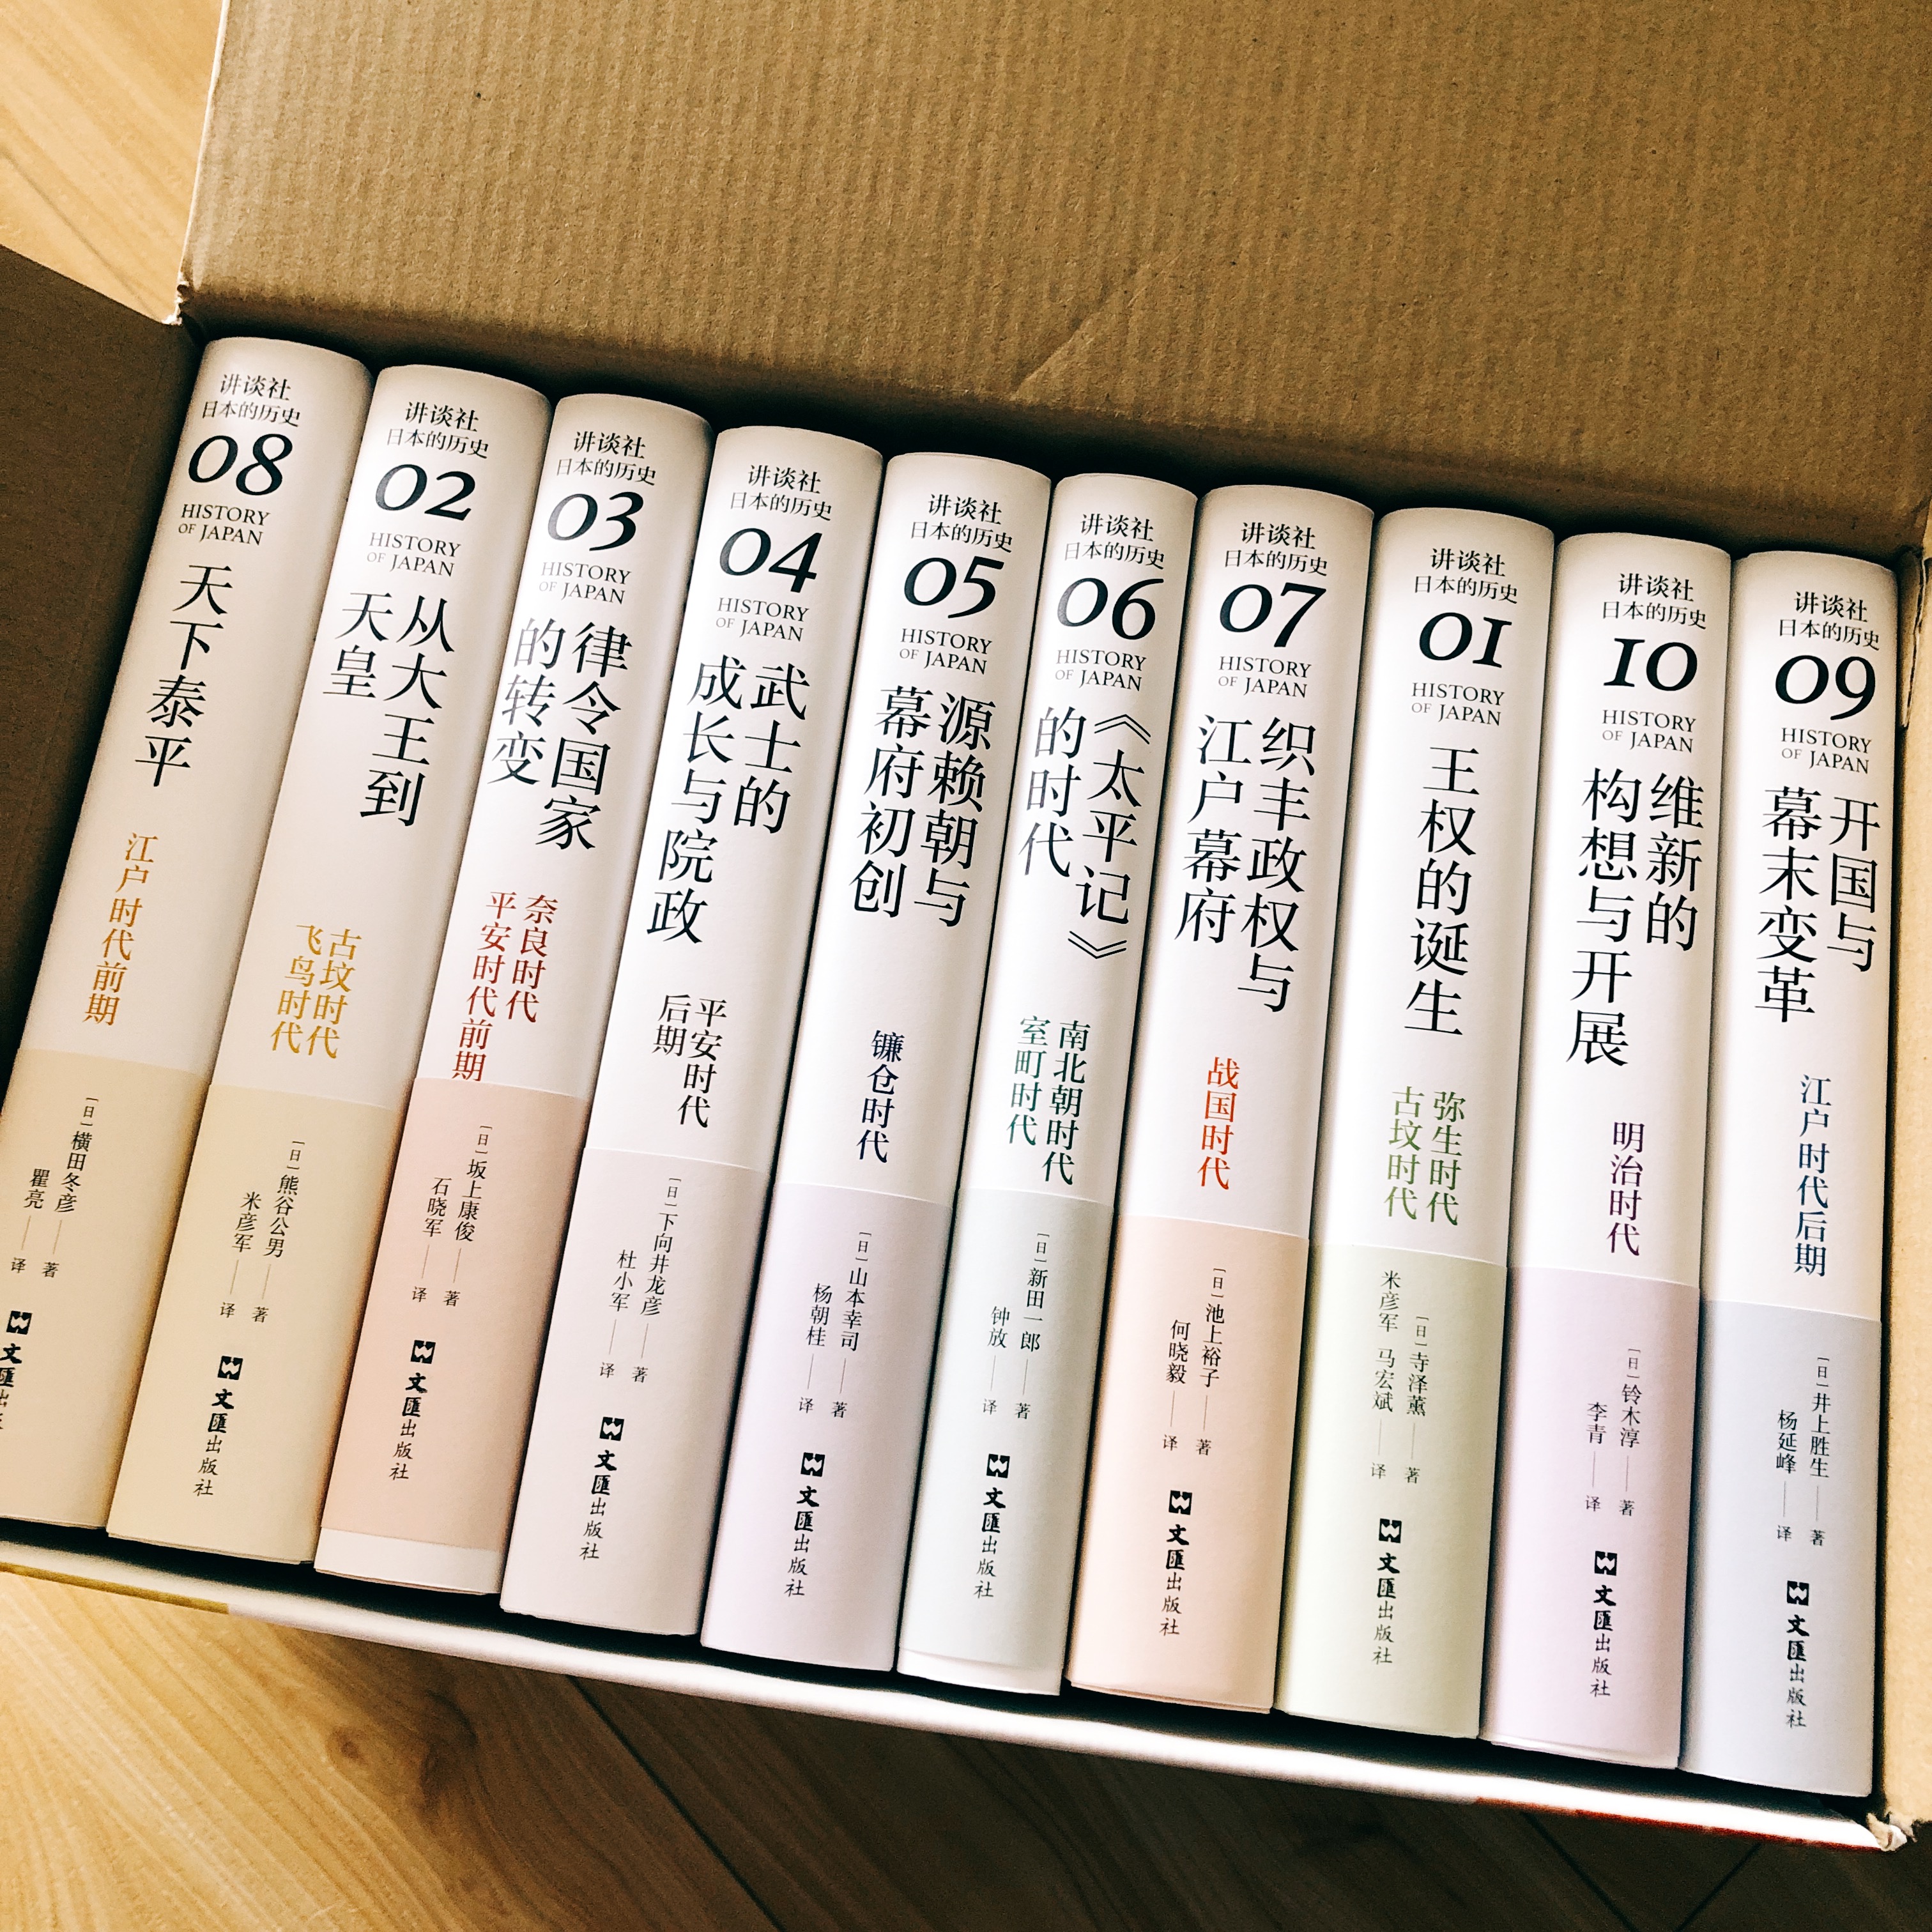 讲谈社
日本的历史
08
HISTORY
OF JAPAN
天下泰平
江户时代前期
［日］横田冬彦——著
瞿亮——译
文匯出
讲谈社
日本的历史
02
HISTORY
OF JAPAN
从大王到
天皇
古坟时代
飞鸟时代
［日］熊谷公男——著
米彦军——译
文匯出版社
讲谈社
日本的历史
03
HISTORY
OF JAPAN
律令国家
的转变
奈良时代
平安时代前期
［日］坂上康俊——著
石晓军——译
文匯出版社
讲谈社
日本的历史
04
HISTORY
OF JAPAN
武士的
成长与院政
平安时代
后期
［日］下向井龙彦——著
杜小军——译
文匯出版社
讲谈社
日本的历史
05
HISTORY
OF JAPAN
源赖朝与
幕府初创
镰仓时代
［日］山本幸司——著
杨朝桂——译
文匯出版社
讲谈社
日本的历史
06
HISTORY
OF JAPAN
《太平记》
的时代
南北朝时代
室町时代
［日］新田一郎——著
钟放——译
文匯出版社
讲谈社
日本的历史
07
HISTORY
OF JAPAN
织丰政权与
江户幕府
战国时代
［日］池上裕子——著
何晓毅——译
文匯出版社
讲谈社
日本的历史
01
HISTORY
OF JAPAN
王权的诞生
弥生时代
古坟时代
［日］寺泽薰——著
米彦军 马宏斌——译
文匯出版社
讲谈社
日本的历史
10
HISTORY
OF JAPAN
维新的
构想与开展
明治时代
［日］铃木淳——著
李青——译
文匯出版社
讲谈社
日本的历史
09
HISTORY
OF JAPAN
开国与
幕末变革
江户时代后期
［日］井上胜生——著
杨延峰——译
文匯出版社